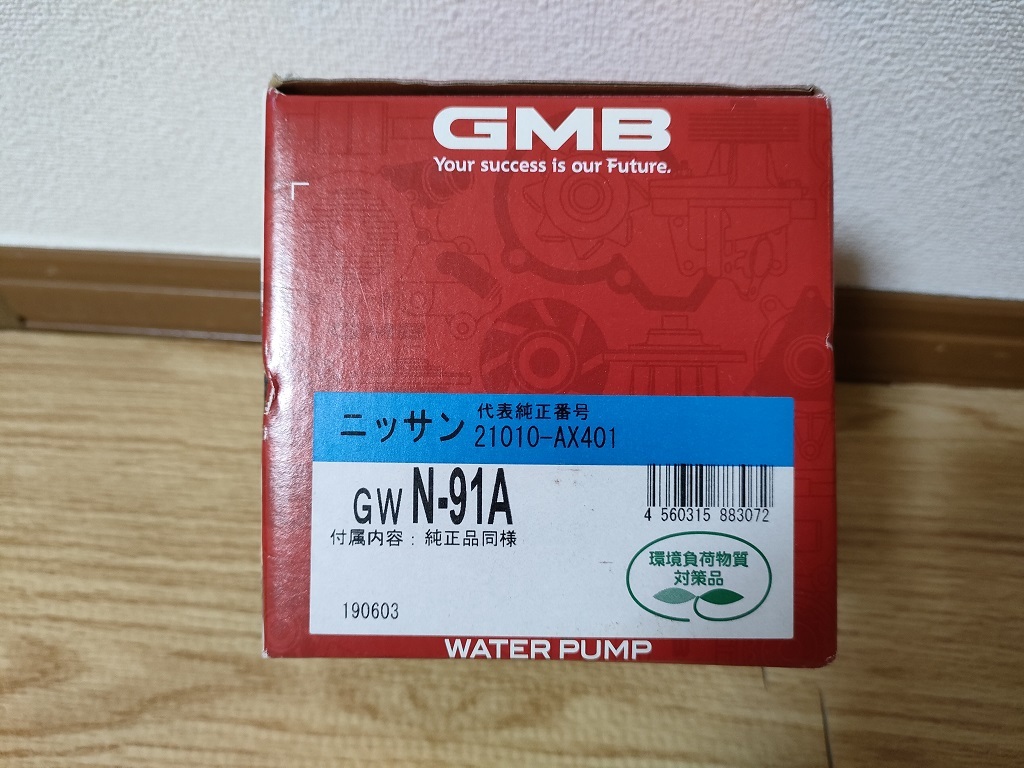 GMB
Your success is our Future.
ニッサン
代表純正番号
21010-AX401
GW N-91A
付属内容：純正品同様
4 560315 883072
環境負荷物質
対策品
190603
WATER PUMP